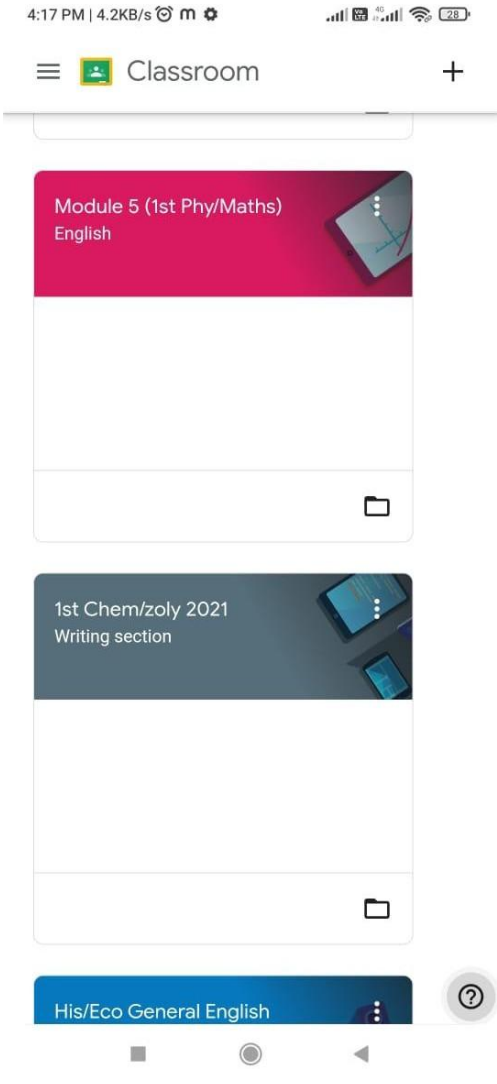 4:17 PM | 4.2KB/s
4G
28
Classroom
Module 5 (1st Phy/Maths)
English
1st Chem/zoly 2021
Writing section
His/Eco General English